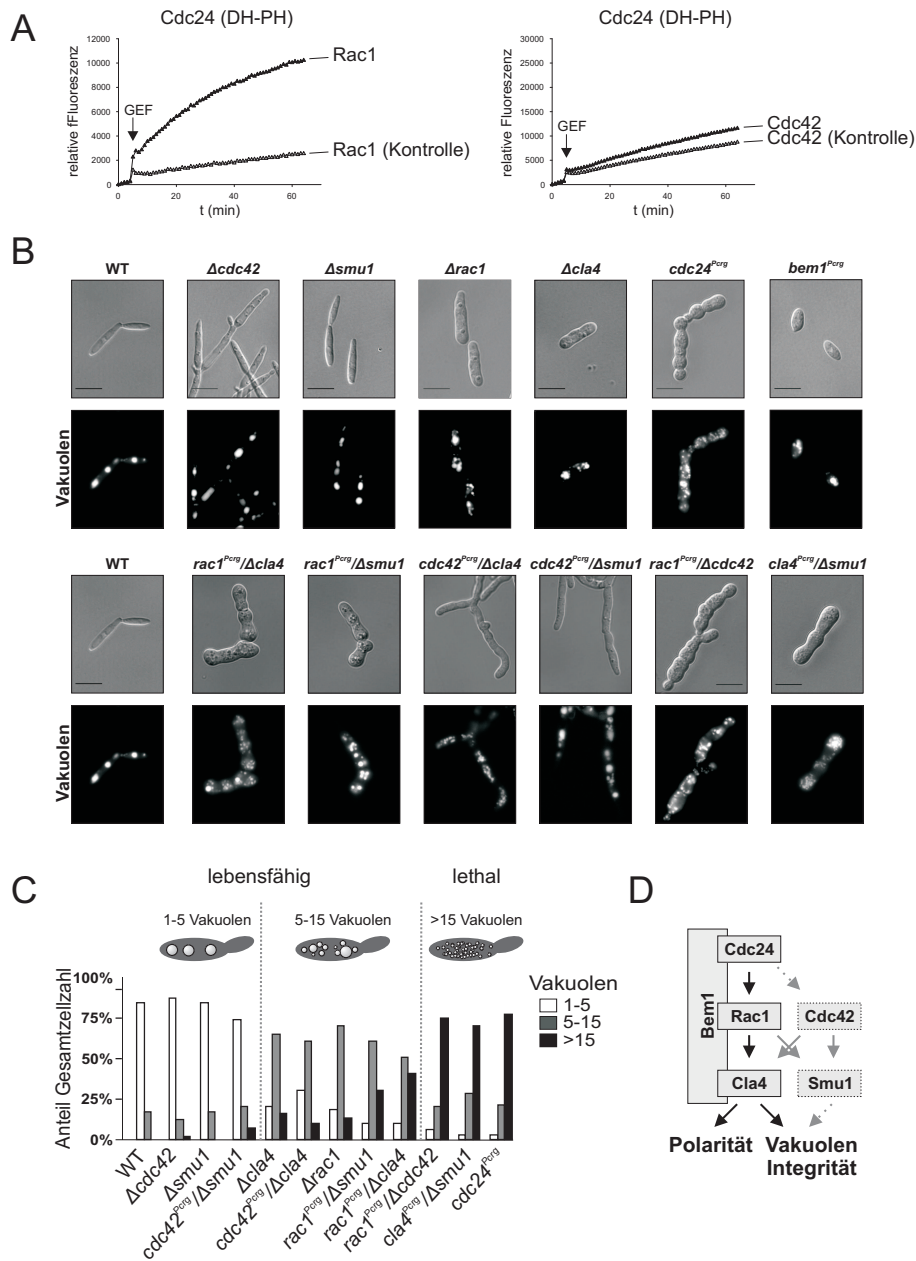 A
Cdc24 (DH-PH)
relative fFluoreszenz
12000
10000
8000
6000
4000
2000
0
GEF
Rac1
Rac1 (Kontrolle)
0 20 40 60
t (min)
Cdc24 (DH-PH)
relative Fluoreszenz
30000
25000
20000
15000
10000
5000
0
GEF
Cdc42
Cdc42 (Kontrolle)
0 20 40 60
t (min)
B
WT Δcdc42 Δsmu1 Δrac1 Δcla4 cdc24Pcrg bem1Pcrg
Vakuolen
WT rac1Pcrg/Δcla4 rac1Pcrg/Δsmu1 cdc42Pcrg/Δcla4 cdc42Pcrg/Δsmu1 rac1Pcrg/Δcdc42 cla4Pcrg/Δsmu1
Vakuolen
C
lebensfähig lethal
1-5 Vakuolen 5-15 Vakuolen >15 Vakuolen
Anteil Gesamtzellzahl
100%
75%
50%
25%
0%
Vakuolen
1-5
5-15
>15
WT
Δcdc42
Δsmu1
cdc42Pcrg/Δsmu1
Δcla4
cdc42Pcrg/Δcla4
Δrac1
rac1Pcrg/Δsmu1
rac1Pcrg/Δcla4
rac1Pcrg/Δcdc42
cla4Pcrg/Δsmu1
cdc24Pcrg
D
Bem1
Cdc24
Rac1 Cdc42
Cla4 Smu1
Polarität Vakuolen
Integrität